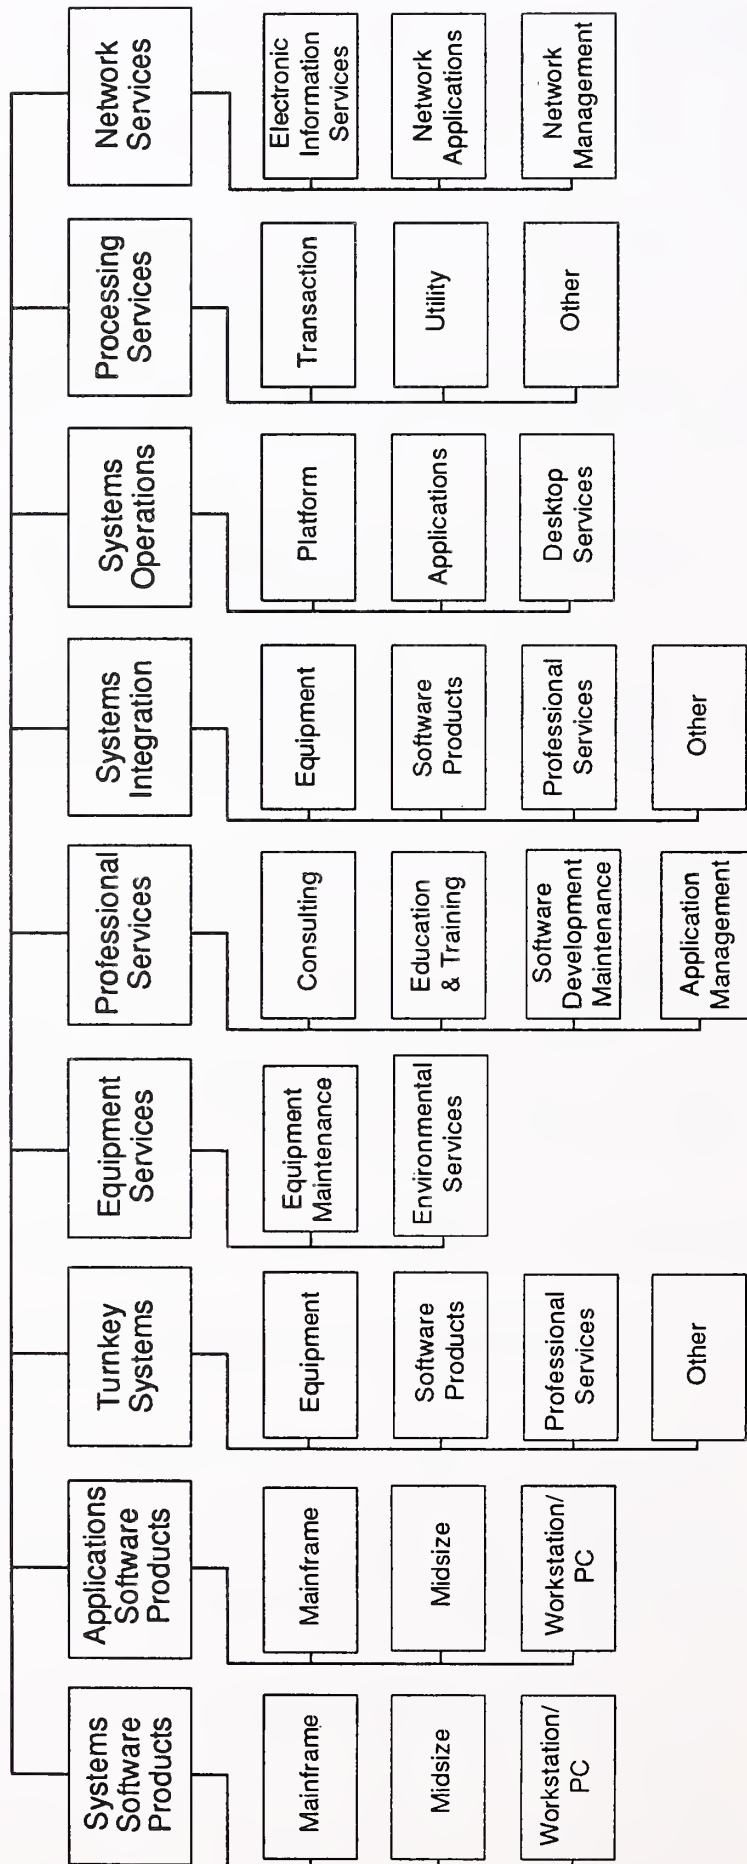 Systems
Software
Products
Mainframe
Midsize
Workstation/
PC
Applications
Software
Products
Mainframe
Midsize
Workstation/
PC
Turnkey
Systems
Equipment
Software
Products
Professional
Services
Other
Equipment
Services
Equipment
Maintenance
Environmental
Services
Professional
Services
Consulting
Education
& Training
Software
Development
Maintenance
Application
Management
Systems
Integration
Equipment
Software
Products
Professional
Services
Other
Systems
Operations
Platform
Applications
Desktop
Services
Processing
Services
Transaction
Utility
Other
Network
Services
Electronic
Information
Services
Network
Applications
Network
Management